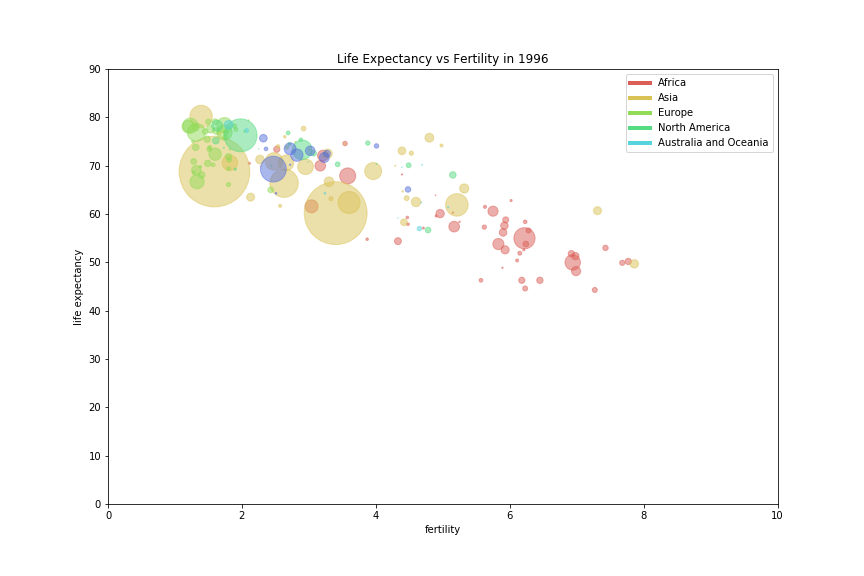 Life Expectancy vs Fertility in 1996
90
80
70
60
50
40
30
20
10
0
life expectancy
Africa
Asia
Europe
North America
Australia and Oceania
0 2 4 6 8 10
fertility